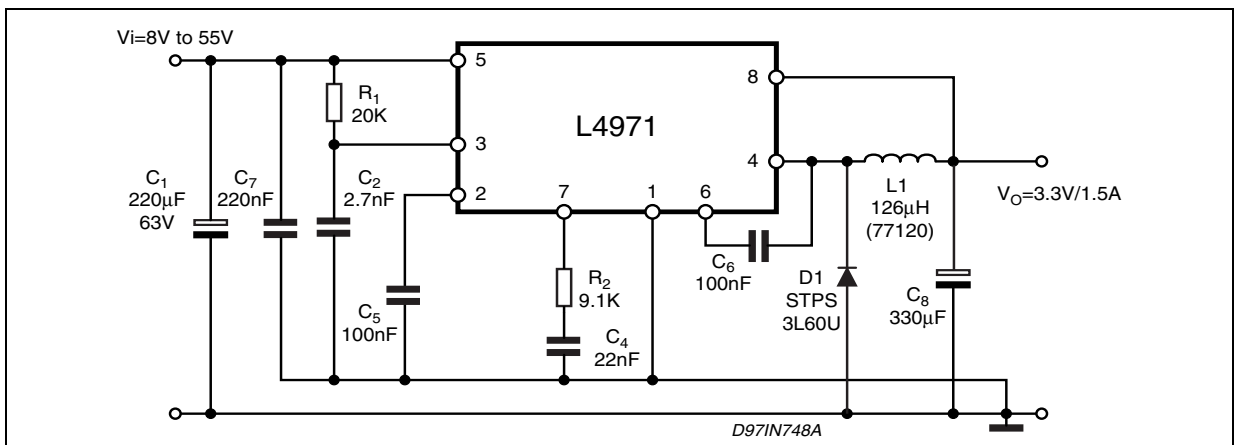 Vi=8V to 55V
5
8
R1
20K
L4971
3
4
C1
220µF
63V
C7
220nF
C2
2.7nF
2
7
1
6
L1
126µH
(77120)
VO=3.3V/1.5A
C6
100nF
R2
9.1K
D1
STPS
3L60U
C8
330µF
C5
100nF
C4
22nF
D97IN748A